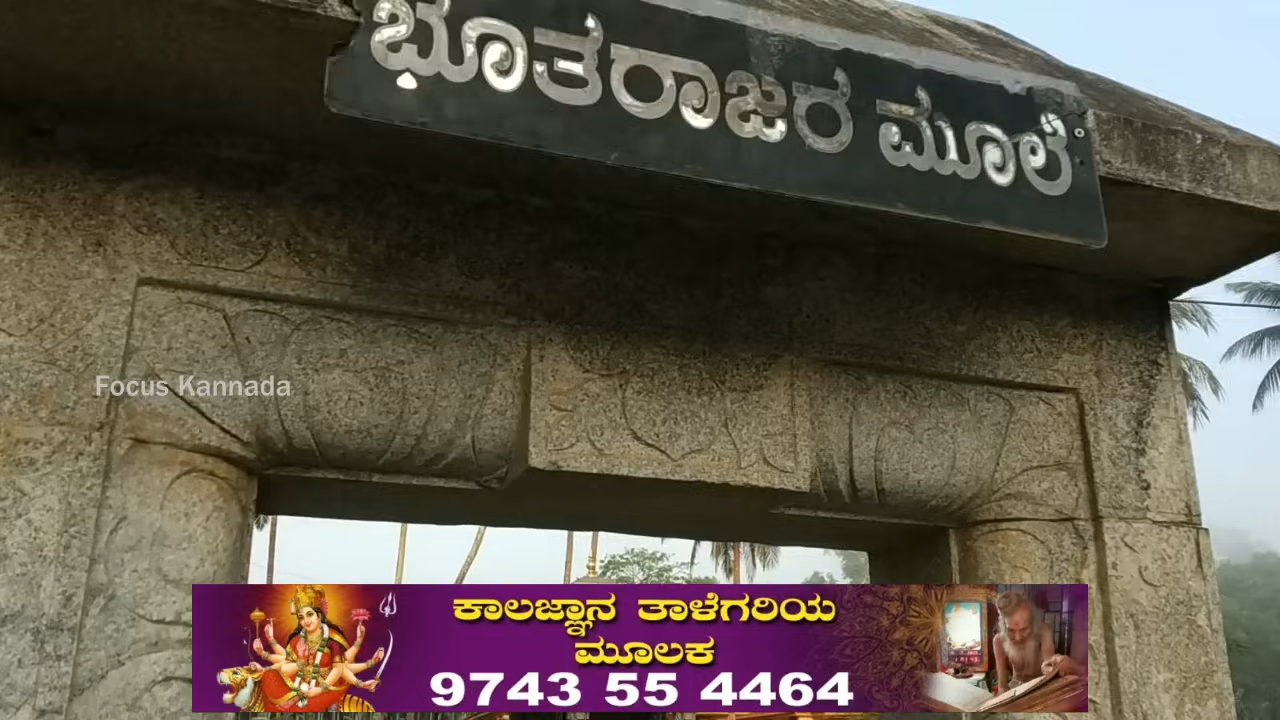 ಭೂತರಾಜರ ಮೂಲೆ
Focus Kannada
ಕಾಲಜ್ಞಾನ ತಾಳೆಗರಿಯ
ಮೂಲಕ
9743 55 4464